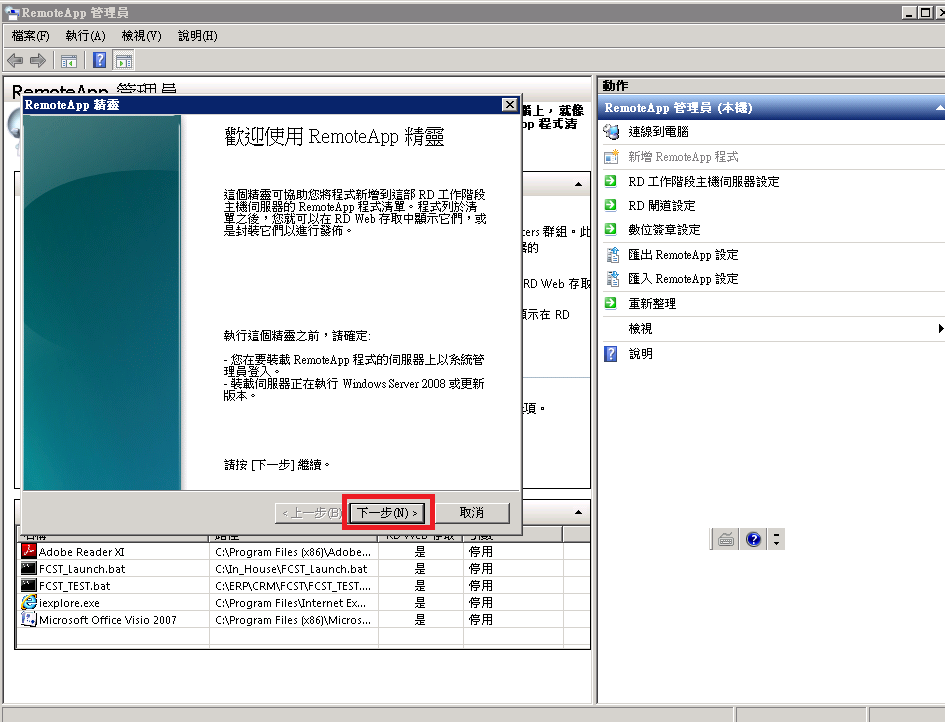 RemoteApp 管理員
檔案(F) 執行(A) 檢視(V) 說明(H)
RemoteApp 管理員
腦上，就像
pp 程式清
RemoteApp 精靈
歡迎使用 RemoteApp 精靈
這個精靈可協助您將程式新增到這部 RD 工作階段
主機伺服器的 RemoteApp 程式清單。程式列於清
單之後，您就可以在 RD Web 存取中顯示它們，或
是封裝它們以進行發佈。
執行這個精靈之前，請確定:
- 您在要裝載 RemoteApp 程式的伺服器上以系統管
理員登入。
- 裝載伺服器正在執行 Windows Server 2008 或更新
版本。
請按 [下一步] 繼續。
< 上一步(B) 下一步(N) > 取消
ters 群組。此
器的
RD Web 存取
顯示在 RD
項。
名稱 路徑 RD Web 存取 引數
Adobe Reader XI C:\Program Files (x86)\Adobe... 是 停用
FCST_Launch.bat C:\In_House\FCST_Launch.bat 是 停用
FCST_TEST.bat C:\ERP\CRM\FCST\FCST_TEST.... 是 停用
iexplore.exe C:\Program Files\Internet Ex... 是 停用
Microsoft Office Visio 2007 C:\Program Files (x86)\Micros... 是 停用
動作
RemoteApp 管理員 (本機)
連線到電腦
新增 RemoteApp 程式
RD 工作階段主機伺服器設定
RD 閘道設定
數位簽章設定
匯出 RemoteApp 設定
匯入 RemoteApp 設定
重新整理
檢視
說明